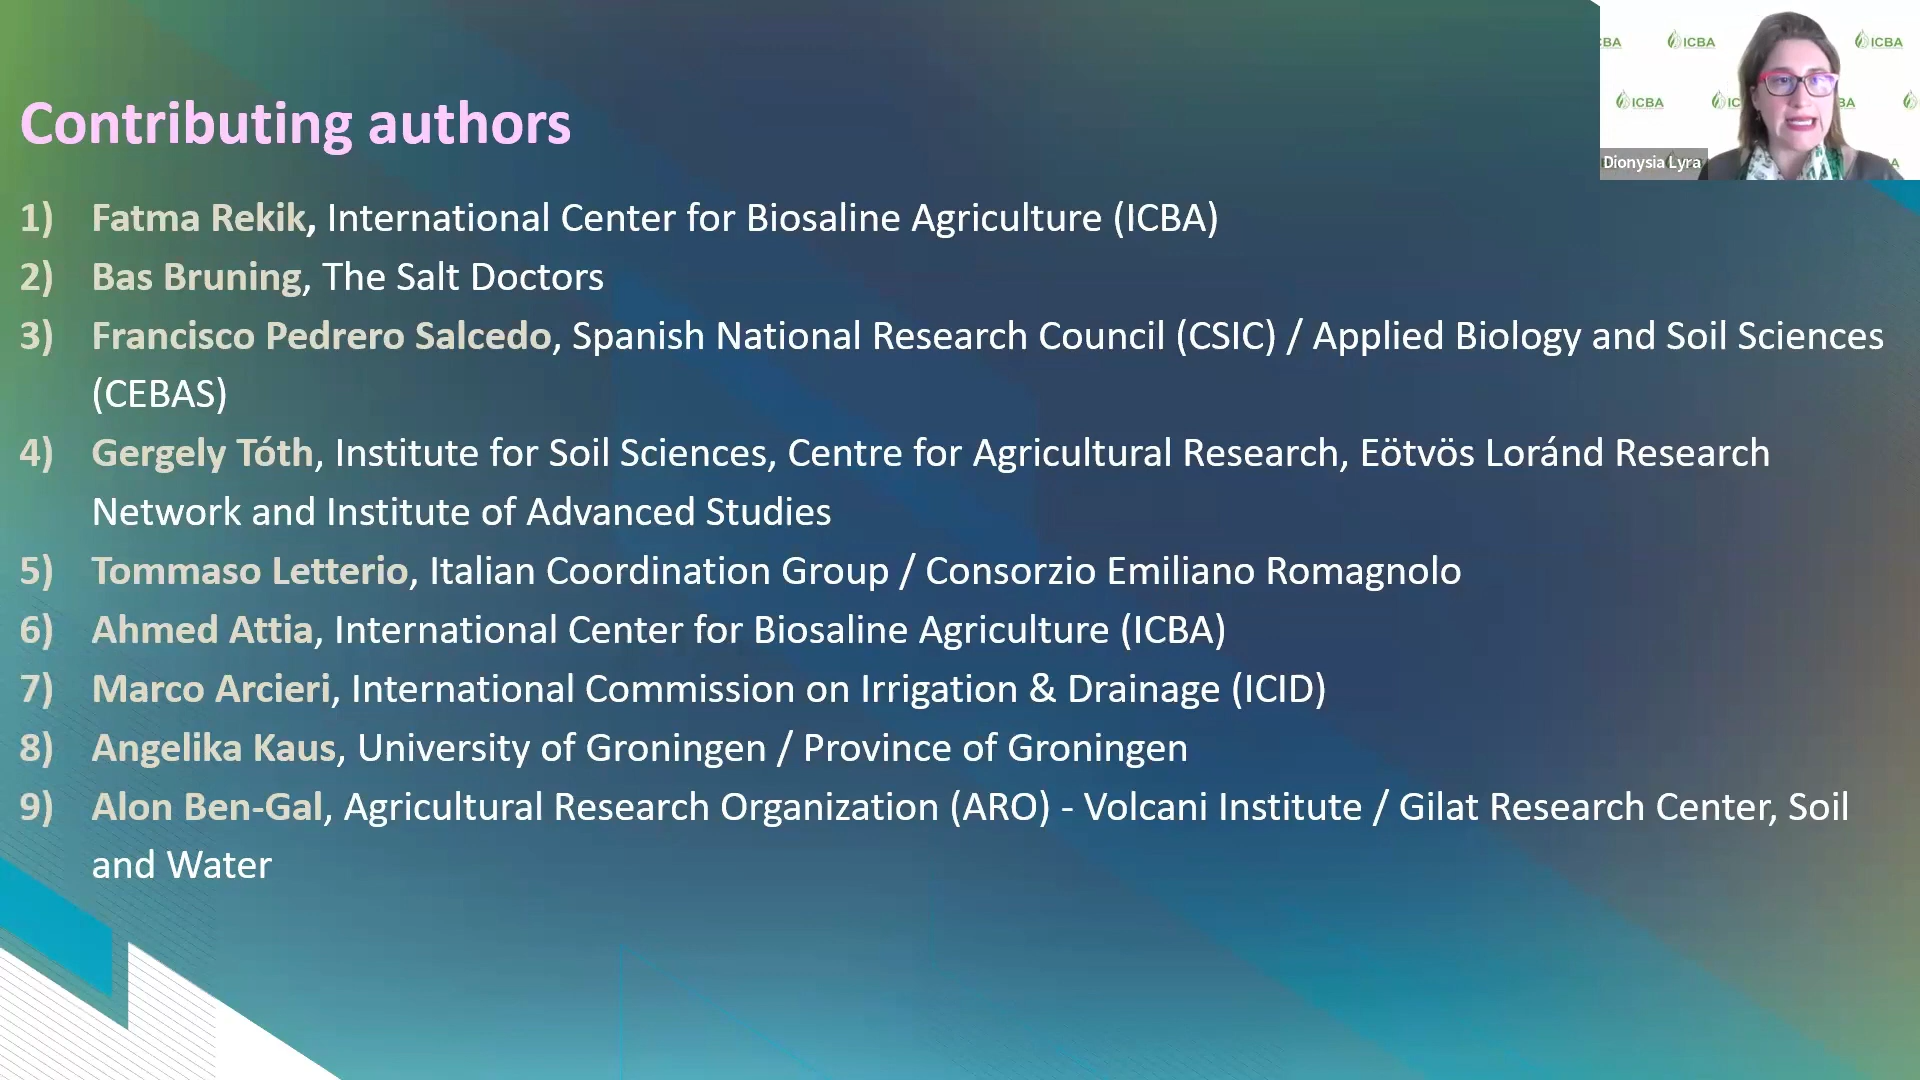 Contributing authors
1) Fatma Rekik, International Center for Biosaline Agriculture (ICBA)
2) Bas Bruning, The Salt Doctors
3) Francisco Pedrero Salcedo, Spanish National Research Council (CSIC) / Applied Biology and Soil Sciences
(CEBAS)
4) Gergely Tóth, Institute for Soil Sciences, Centre for Agricultural Research, Eötvös Loránd Research
Network and Institute of Advanced Studies
5) Tommaso Letterio, Italian Coordination Group / Consorzio Emiliano Romagnolo
6) Ahmed Attia, International Center for Biosaline Agriculture (ICBA)
7) Marco Arcieri, International Commission on Irrigation & Drainage (ICID)
8) Angelika Kaus, University of Groningen / Province of Groningen
9) Alon Ben-Gal, Agricultural Research Organization (ARO) - Volcani Institute / Gilat Research Center, Soil
and Water
CBA ICBA ICBA
ICBA IC BA
Dionysia Lyra